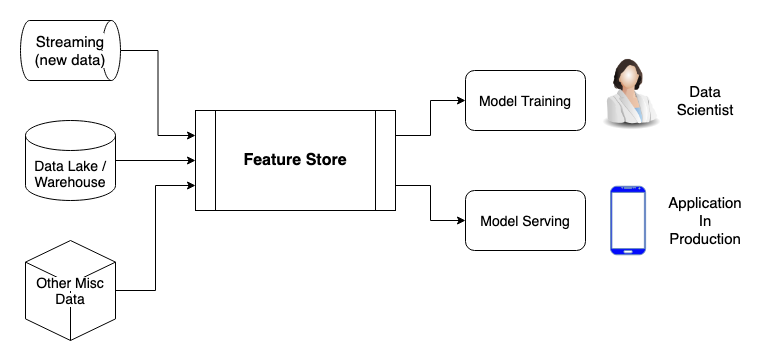 Streaming
(new data)
Data Lake /
Warehouse
Other Misc
Data
Feature Store
Model Training
Data
Scientist
Model Serving
Application
In
Production